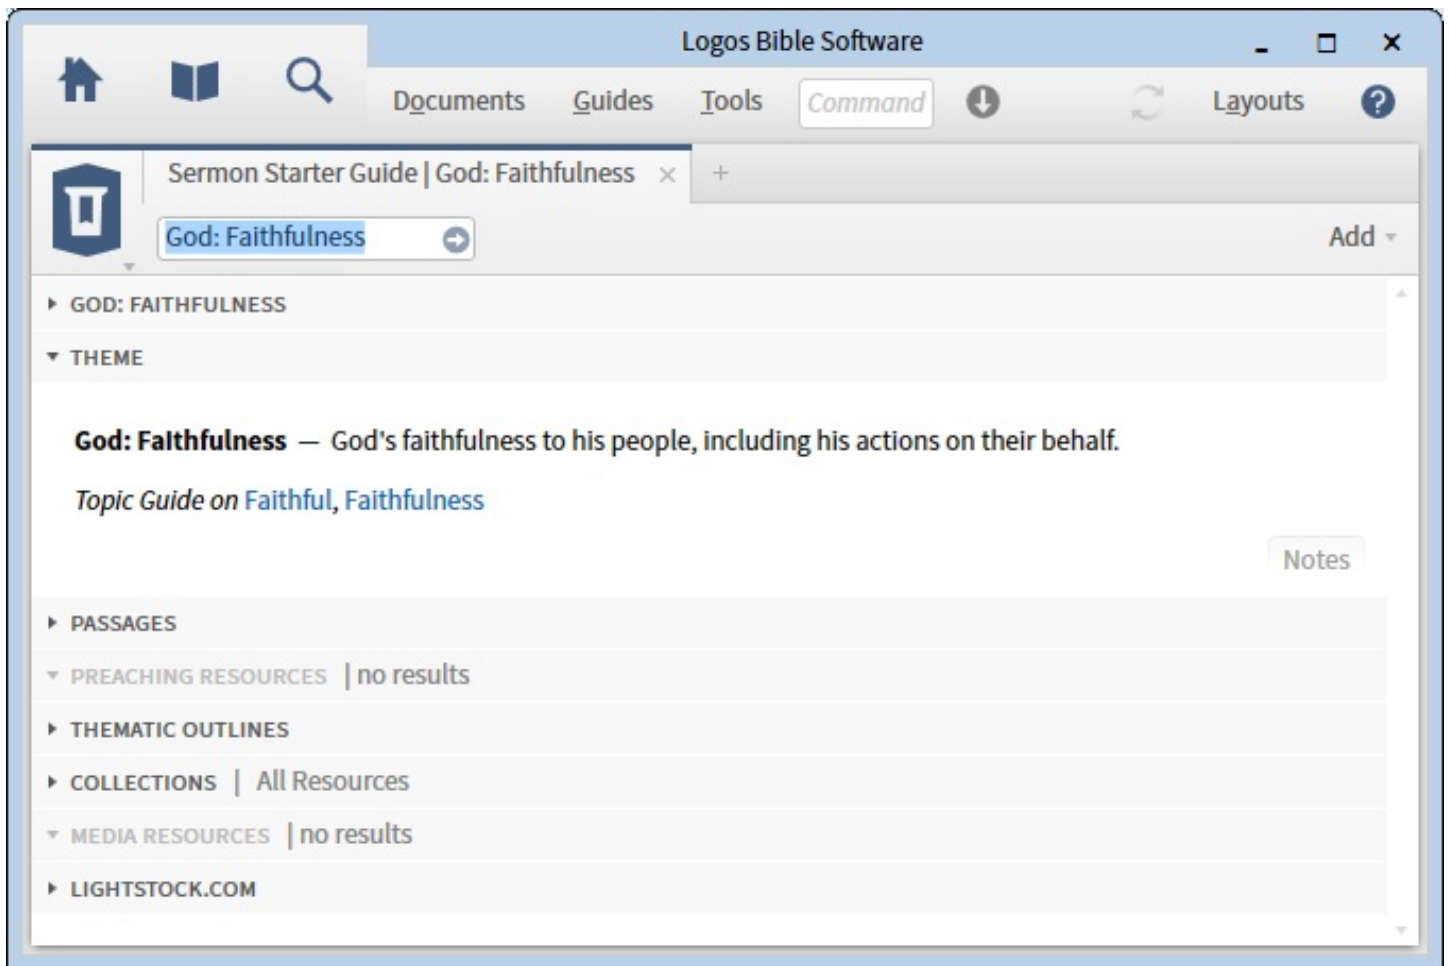 Logos Bible Software
Documents Guides Tools Command Layouts ?
Sermon Starter Guide | God: Faithfulness
God: Faithfulness
Add
GOD: FAITHFULNESS
THEME
God: Faithfulness — God's faithfulness to his people, including his actions on their behalf.
Topic Guide on Faithful, Faithfulness
Notes
PASSAGES
PREACHING RESOURCES | no results
THEMATIC OUTLINES
COLLECTIONS | All Resources
MEDIA RESOURCES | no results
LIGHTSTOCK.COM